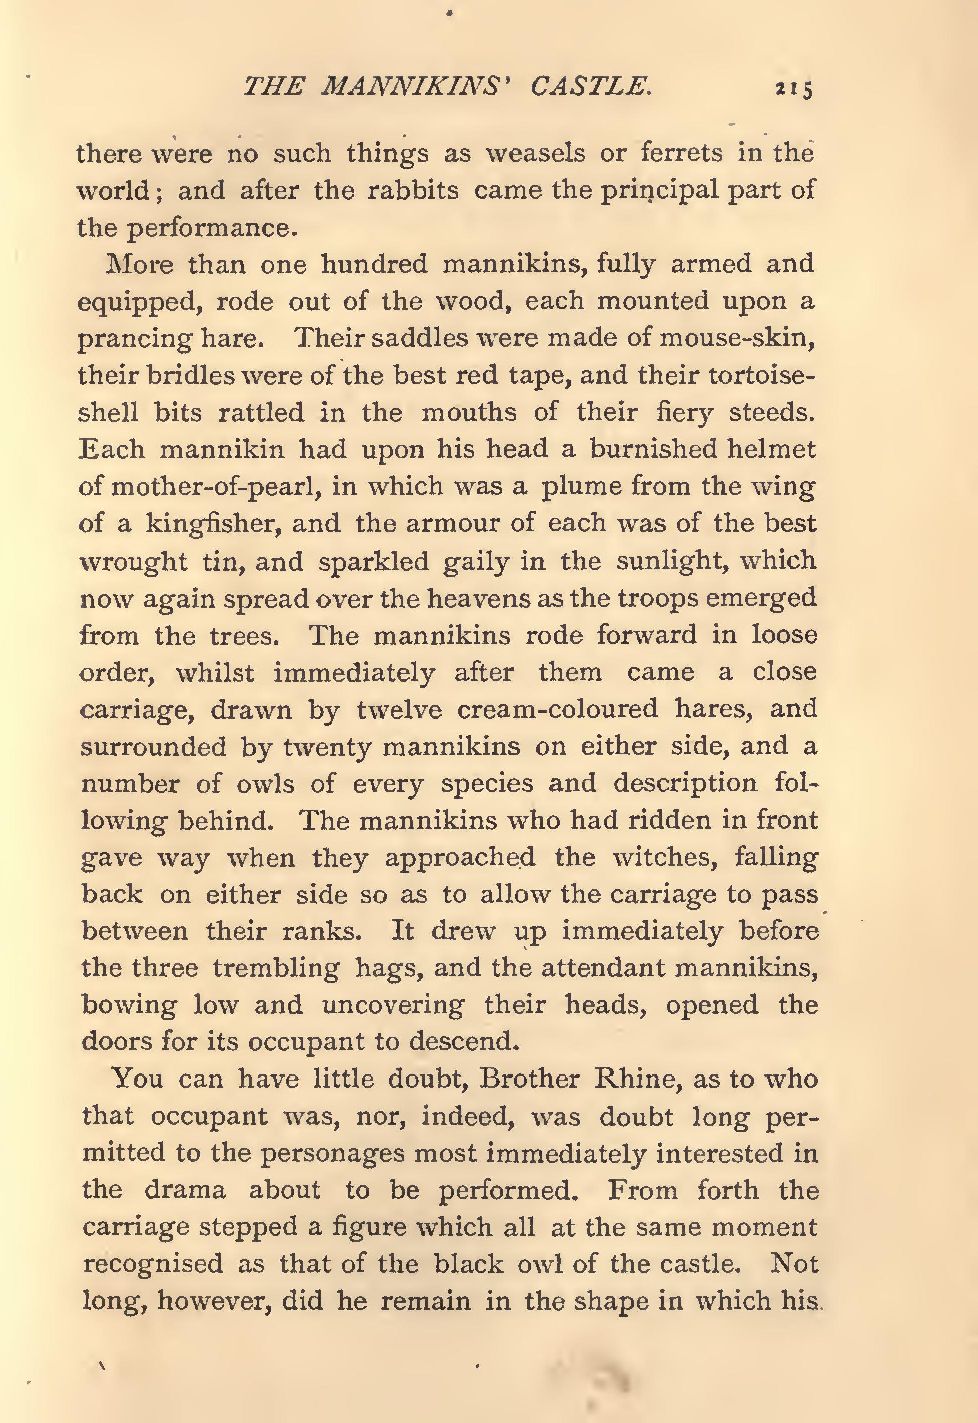 THE MANNIKINS' CASTLE. 215
there were no such things as weasels or ferrets in the
world; and after the rabbits came the principal part of
the performance.
More than one hundred mannikins, fully armed and
equipped, rode out of the wood, each mounted upon a
prancing hare. Their saddles were made of mouse-skin,
their bridles were of the best red tape, and their tortoise-
shell bits rattled in the mouths of their fiery steeds.
Each mannikin had upon his head a burnished helmet
of mother-of-pearl, in which was a plume from the wing
of a kingfisher, and the armour of each was of the best
wrought tin, and sparkled gaily in the sunlight, which
now again spread over the heavens as the troops emerged
from the trees. The mannikins rode forward in loose
order, whilst immediately after them came a close
carriage, drawn by twelve cream-coloured hares, and
surrounded by twenty mannikins on either side, and a
number of owls of every species and description fol-
lowing behind. The mannikins who had ridden in front
gave way when they approached the witches, falling
back on either side so as to allow the carriage to pass
between their ranks. It drew up immediately before
the three trembling hags, and the attendant mannikins,
bowing low and uncovering their heads, opened the
doors for its occupant to descend.
You can have little doubt, Brother Rhine, as to who
that occupant was, nor, indeed, was doubt long per-
mitted to the personages most immediately interested in
the drama about to be performed. From forth the
carriage stepped a figure which all at the same moment
recognised as that of the black owl of the castle. Not
long, however, did he remain in the shape in which his